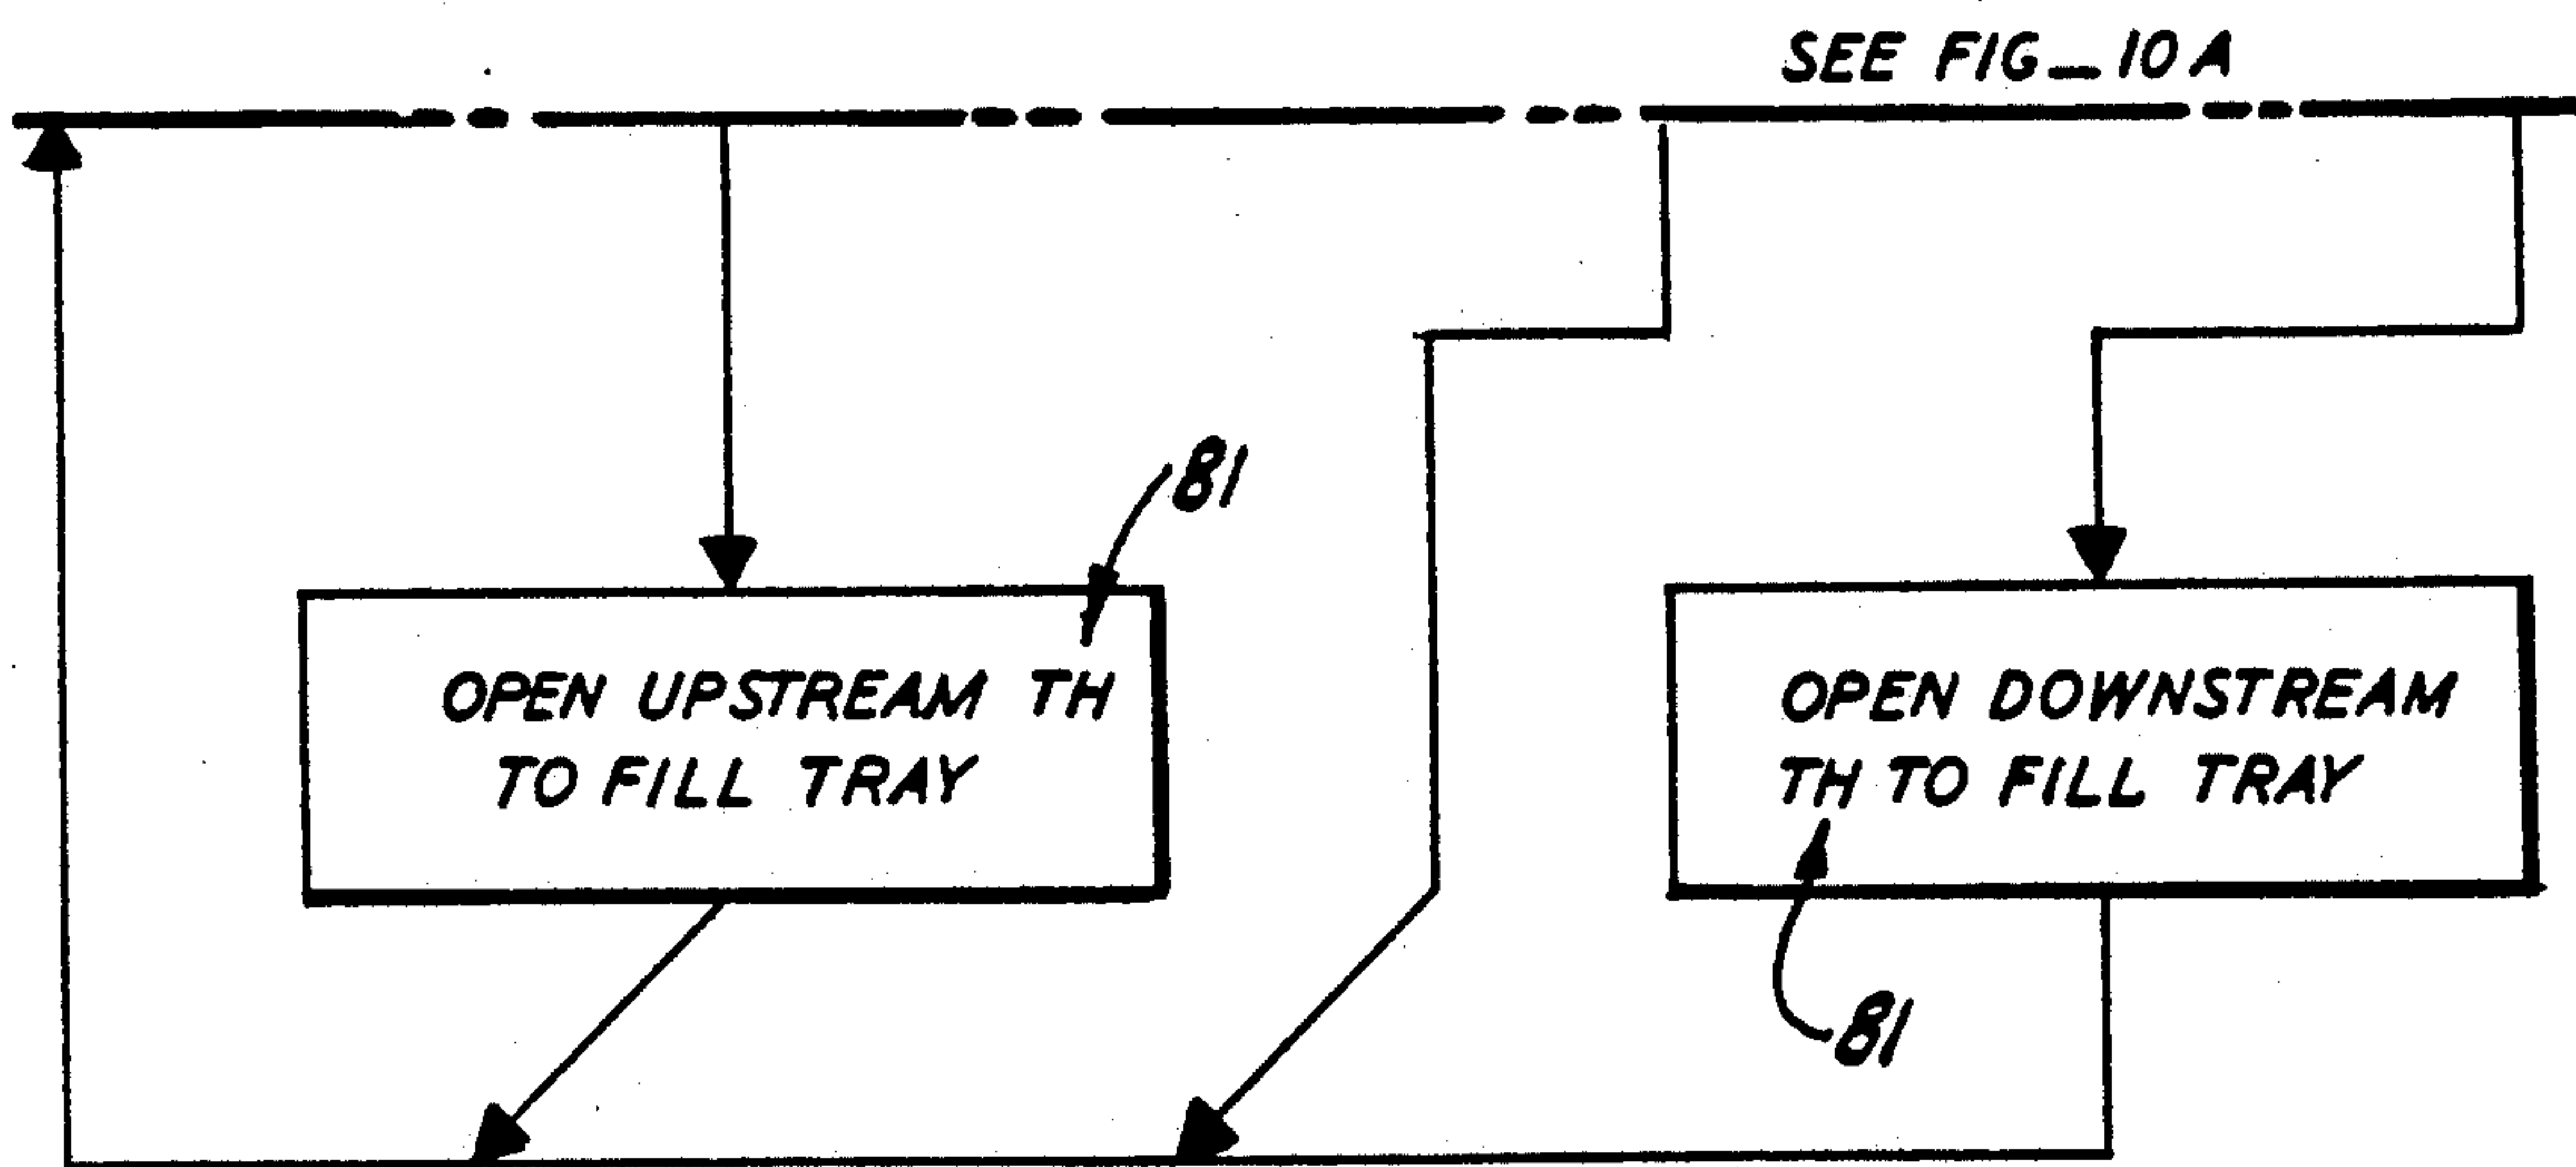 SEE FIG_10A
81
OPEN UPSTREAM TH
TO FILL TRAY
OPEN DOWNSTREAM
TH TO FILL TRAY
81